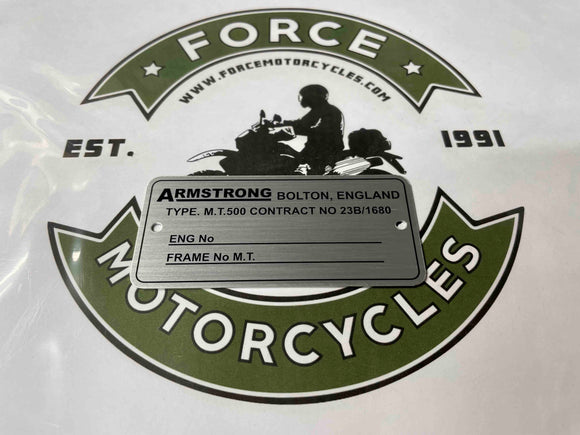 FORCE
WWW.FORCEMOTORCYCLES.COM
EST. 1991
ARMSTRONG BOLTON, ENGLAND
TYPE. M.T.500 CONTRACT NO 23B/1680
ENG No
FRAME No M.T.
MOTORCYCLES